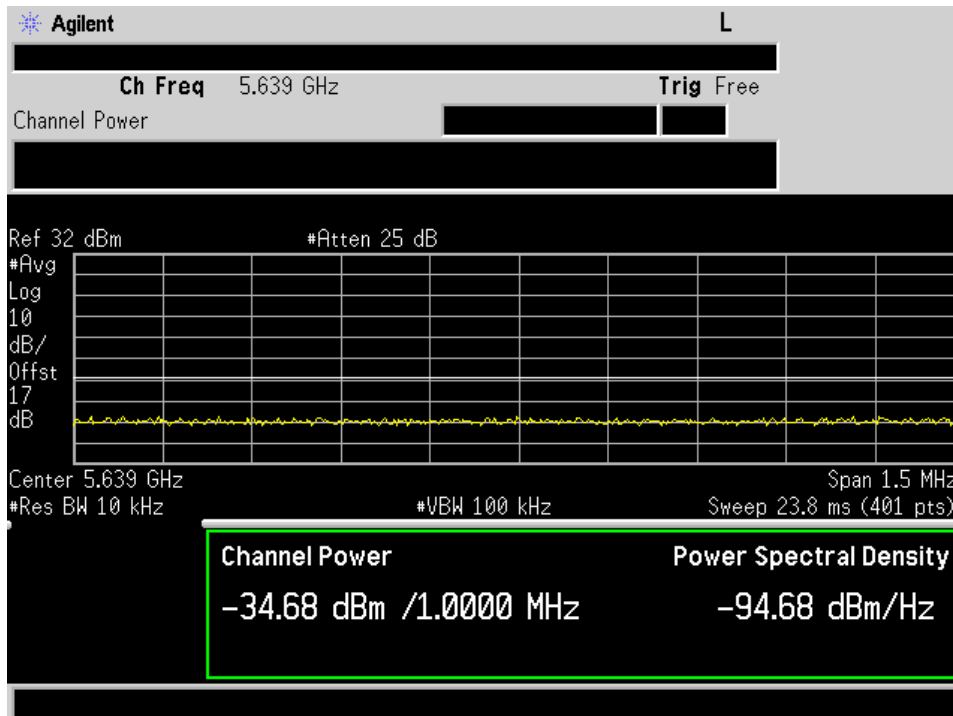 Agilent L
Ch Freq 5.639 GHz Trig Free
Channel Power
Ref 32 dBm #Atten 25 dB
#Avg
Log
10
dB/
Offst
17
dB
Center 5.639 GHz Span 1.5 MHz
#Res BW 10 kHz #VBW 100 kHz Sweep 23.8 ms (401 pts)
Channel Power Power Spectral Density
-34.68 dBm /1.0000 MHz -94.68 dBm/Hz